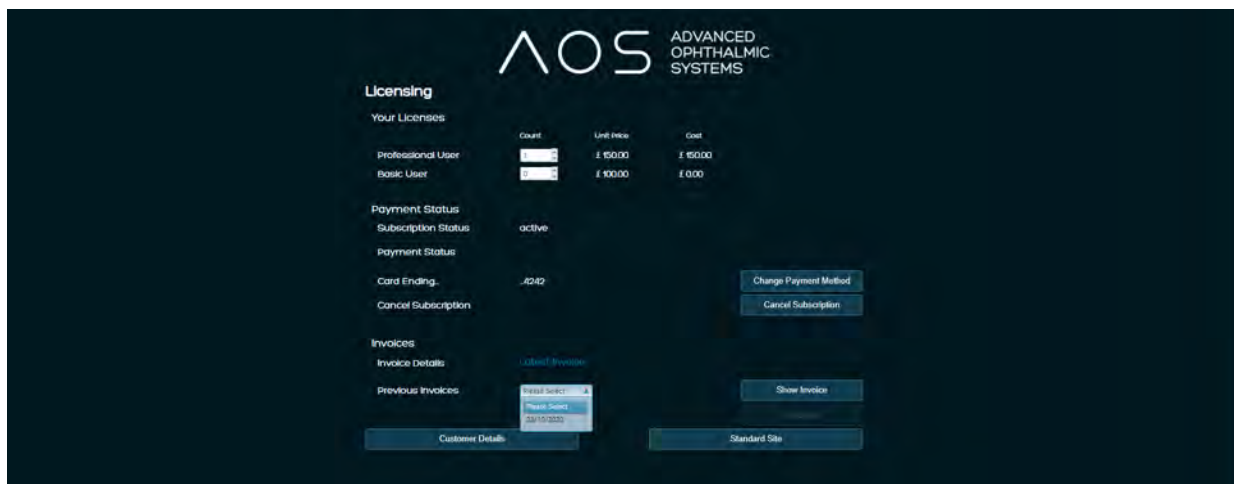 AOS ADVANCED
OPHTHALMIC
SYSTEMS
Licensing
Your Licenses
Count Unit Price Cost
Professional User 1 £ 150.00 £ 150.00
Basic User 0 £ 100.00 £ 0.00
Payment Status
Subscription Status active
Payment Status
Card Ending.. ..4242 Change Payment Method
Cancel Subscription Cancel Subscription
Invoices
Invoice Details Latest Invoice
Previous Invoices Please Select Show Invoice
Please Select
Customer Details Standard Site